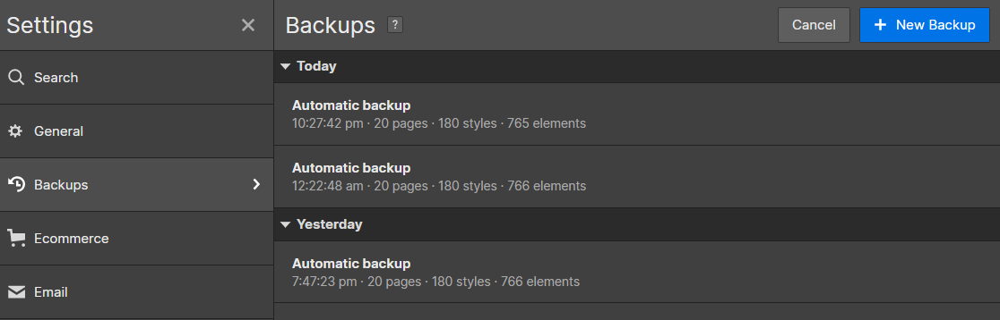 Settings
Search
General
Backups
Ecommerce
Email
Backups ?
Cancel
New Backup
Today
Automatic backup
10:27:42 pm · 20 pages · 180 styles · 765 elements
Automatic backup
12:22:48 am · 20 pages · 180 styles · 766 elements
Yesterday
Automatic backup
7:47:23 pm · 20 pages · 180 styles · 766 elements